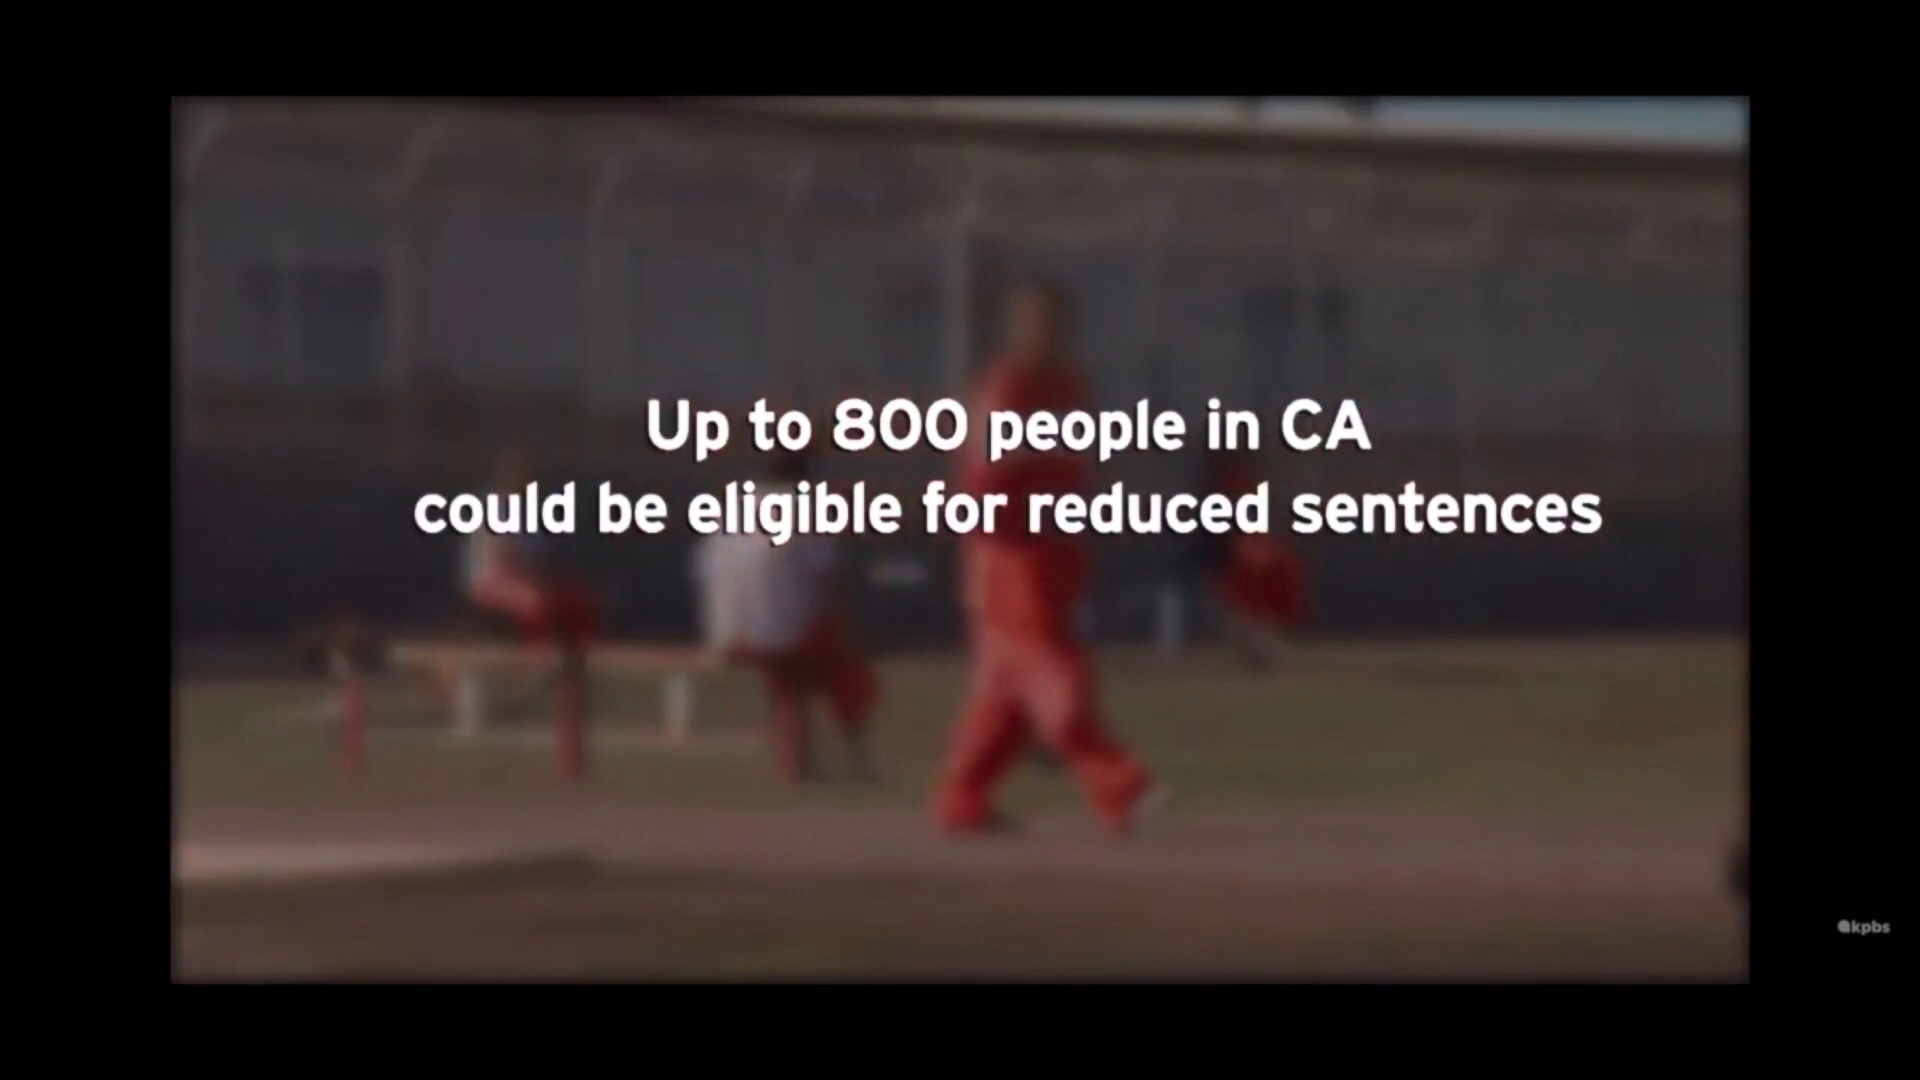 Up to 800 people in CA
could be eligible for reduced sentences
kpbs